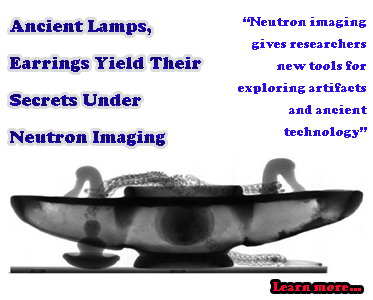 Ancient Lamps,
Earrings Yield Their
Secrets Under
Neutron Imaging
“Neutron imaging
gives researchers
new tools for
exploring artifacts
and ancient
technology”
Learn more...